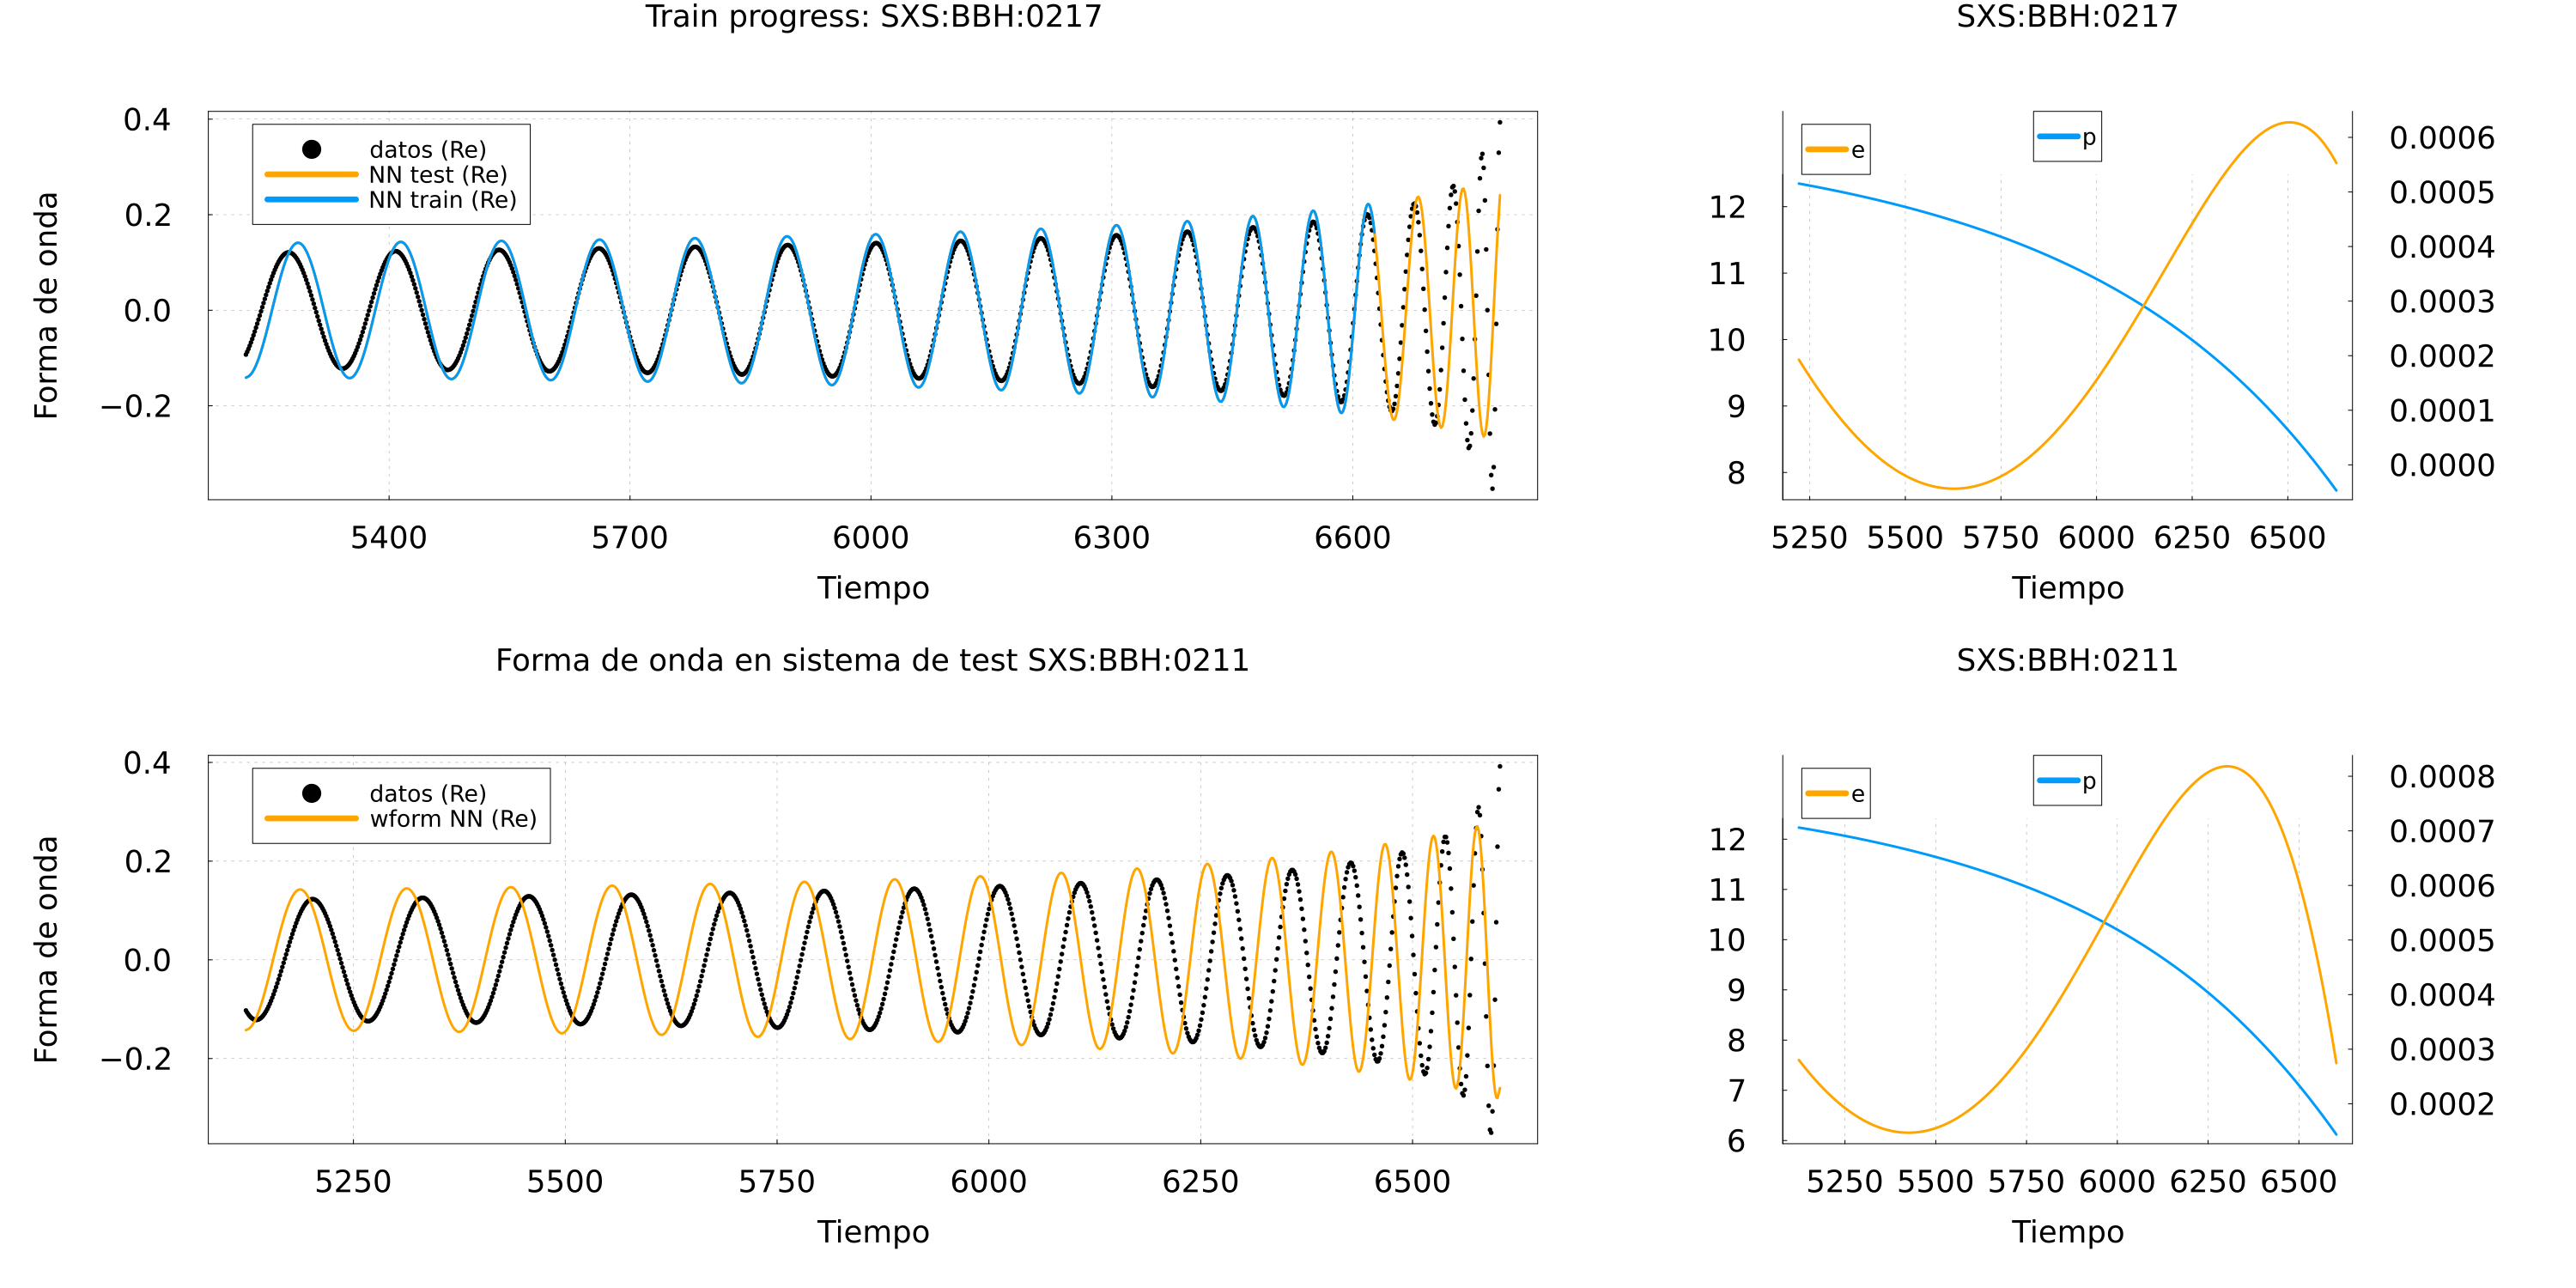 Train progress: SXS:BBH:0217
Forma de onda
0.4
0.2
0.0
−0.2
datos (Re)
NN test (Re)
NN train (Re)
5400 5700 6000 6300 6600
Tiempo
SXS:BBH:0217
12
11
10
9
8
e
p
0.0006
0.0005
0.0004
0.0003
0.0002
0.0001
0.0000
5250 5500 5750 6000 6250 6500
Tiempo
Forma de onda en sistema de test SXS:BBH:0211
Forma de onda
0.4
0.2
0.0
−0.2
datos (Re)
wform NN (Re)
5250 5500 5750 6000 6250 6500
Tiempo
SXS:BBH:0211
12
11
10
9
8
7
6
e
p
0.0008
0.0007
0.0006
0.0005
0.0004
0.0003
0.0002
5250 5500 5750 6000 6250 6500
Tiempo